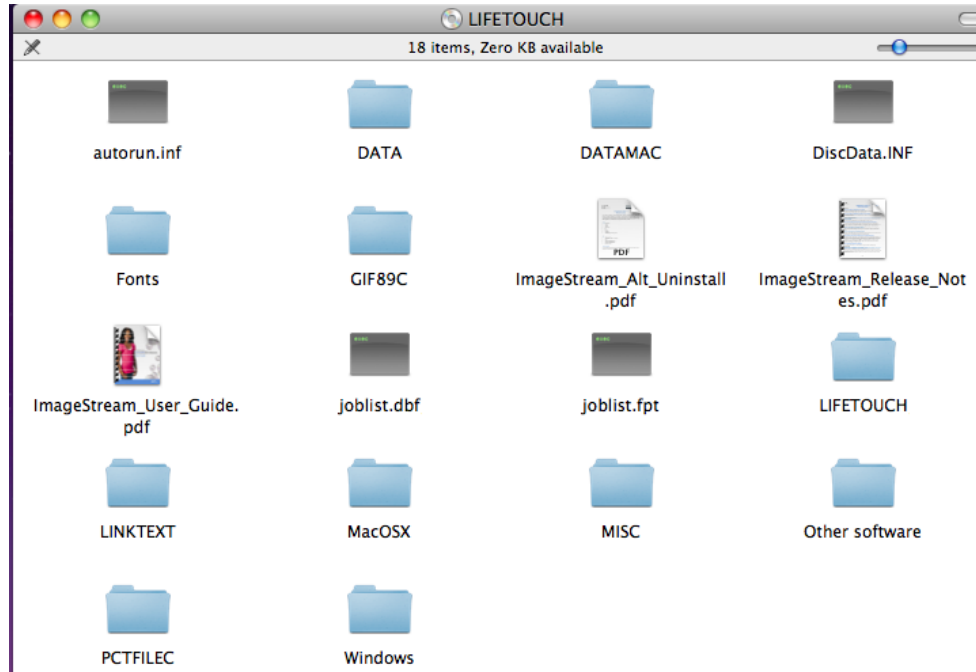 LIFETOUCH
18 items, Zero KB available
autorun.inf
DATA
DATAMAC
DiscData.INF
Fonts
GIF89C
PDF
ImageStream_Alt_Uninstall
.pdf
ImageStream_Release_Not
es.pdf
ImageStream_User_Guide.
pdf
joblist.dbf
joblist.fpt
LIFETOUCH
LINKTEXT
MacOSX
MISC
Other software
PCTFILEC
Windows